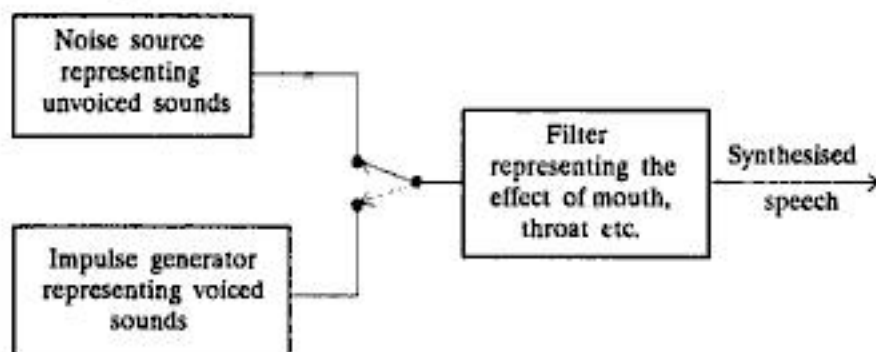 Noise source
representing
unvoiced sounds
Filter
representing the
effect of mouth,
throat etc.
Synthesised
speech
Impulse generator
representing voiced
sounds